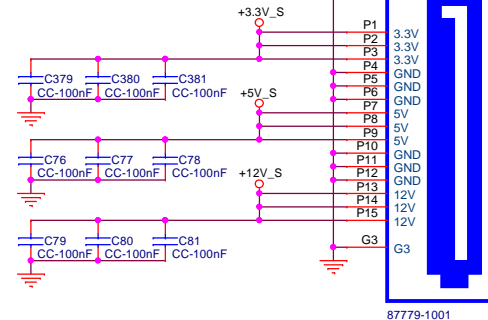 +3.3V_S
P1 3.3V
P2 3.3V
P3 3.3V
P4 GND
C379 C380 C381
P5 GND
CC-100nF CC-100nF CC-100nF
+5V_S
P6 GND
P7 5V
P8 5V
P9 5V
P10 GND
C76 C77 C78
P11 GND
CC-100nF CC-100nF CC-100nF
+12V_S
P12 GND
P13 12V
P14 12V
P15 12V
C79 C80 C81
G3 G3
CC-100nF CC-100nF CC-100nF
87779-1001